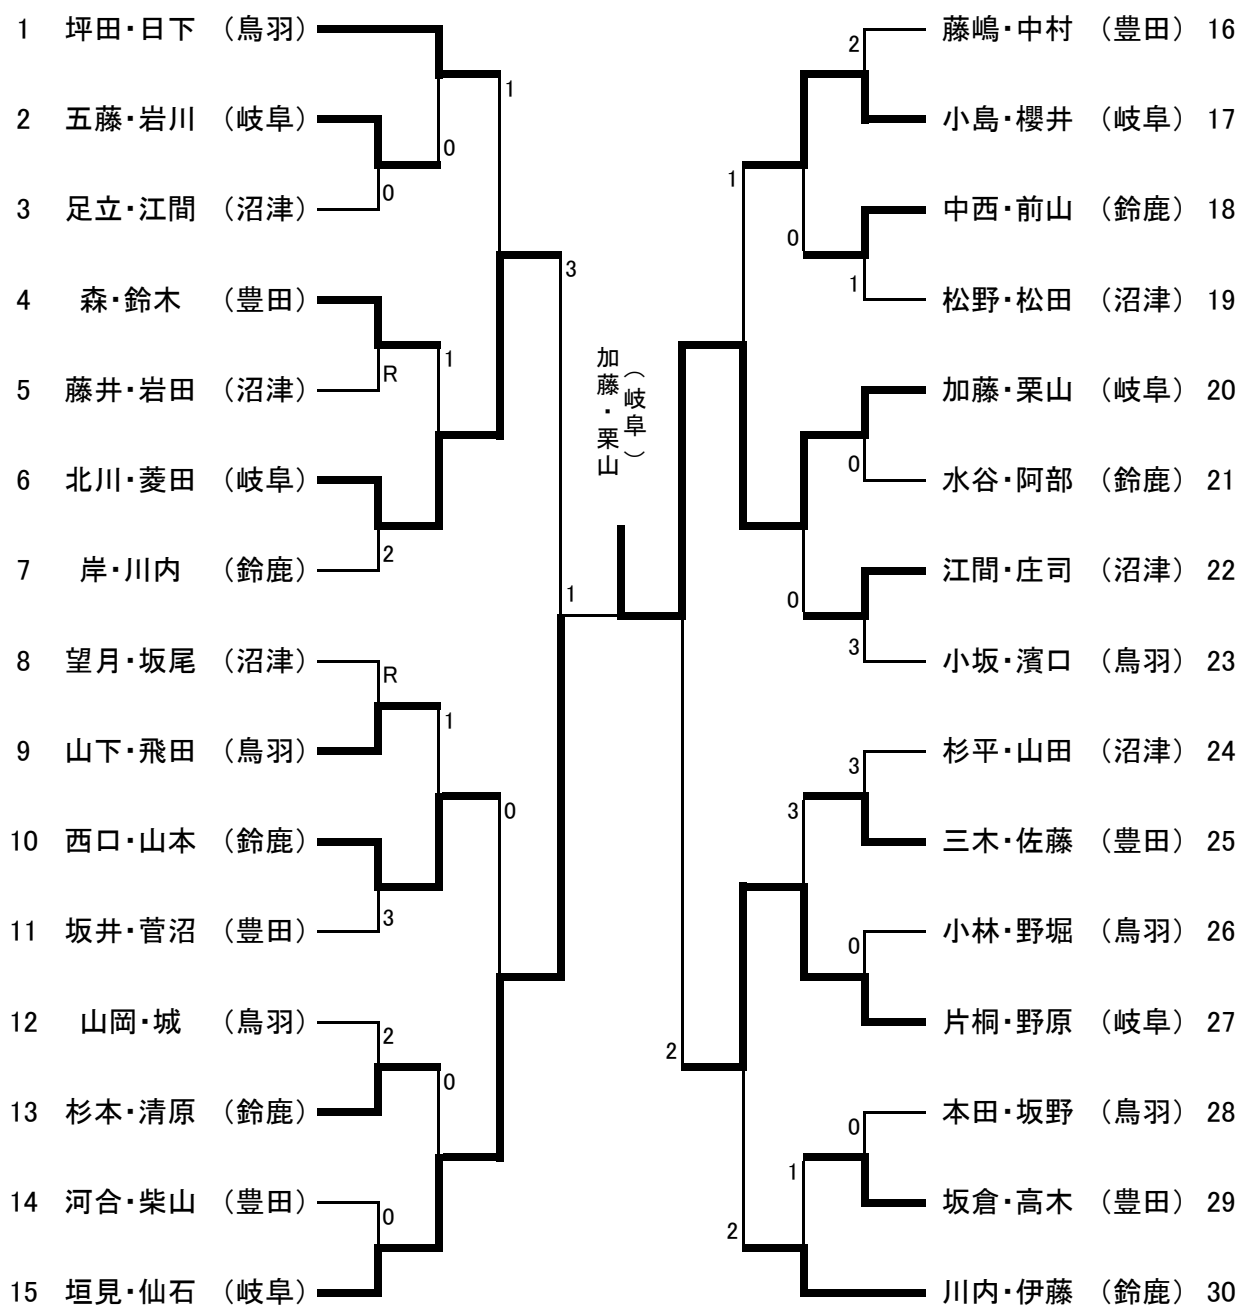 1 坪田・日下 （鳥羽）
2 五藤・岩川 （岐阜）
3 足立・江間 （沼津）
4 森・鈴木 （豊田）
5 藤井・岩田 （沼津）
6 北川・菱田 （岐阜）
7 岸・川内 （鈴鹿）
8 望月・坂尾 （沼津）
9 山下・飛田 （鳥羽）
10 西口・山本 （鈴鹿）
11 坂井・菅沼 （豊田）
12 山岡・城 （鳥羽）
13 杉本・清原 （鈴鹿）
14 河合・柴山 （豊田）
15 垣見・仙石 （岐阜）
1
0
0
3
1
R
2
1
R
1
0
3
2
0
0
加藤・栗山
（岐阜）
藤嶋・中村 （豊田） 16
小島・櫻井 （岐阜） 17
中西・前山 （鈴鹿） 18
松野・松田 （沼津） 19
加藤・栗山 （岐阜） 20
水谷・阿部 （鈴鹿） 21
江間・庄司 （沼津） 22
小坂・濱口 （鳥羽） 23
杉平・山田 （沼津） 24
三木・佐藤 （豊田） 25
小林・野堀 （鳥羽） 26
片桐・野原 （岐阜） 27
本田・坂野 （鳥羽） 28
坂倉・高木 （豊田） 29
川内・伊藤 （鈴鹿） 30
2
1
0
1
0
0
3
3
3
0
2
0
1
2